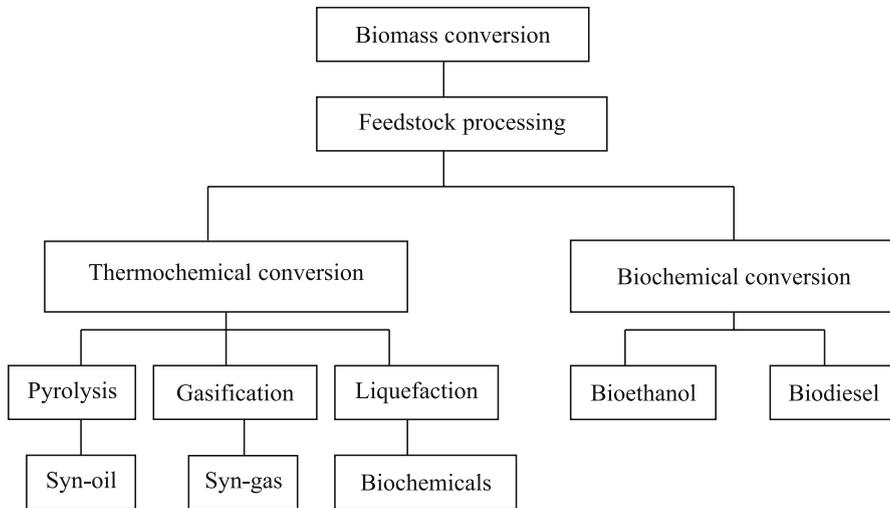 Biomass conversion
Feedstock processing
Thermochemical conversion
Biochemical conversion
Pyrolysis
Gasification
Liquefaction
Bioethanol
Biodiesel
Syn-oil
Syn-gas
Biochemicals